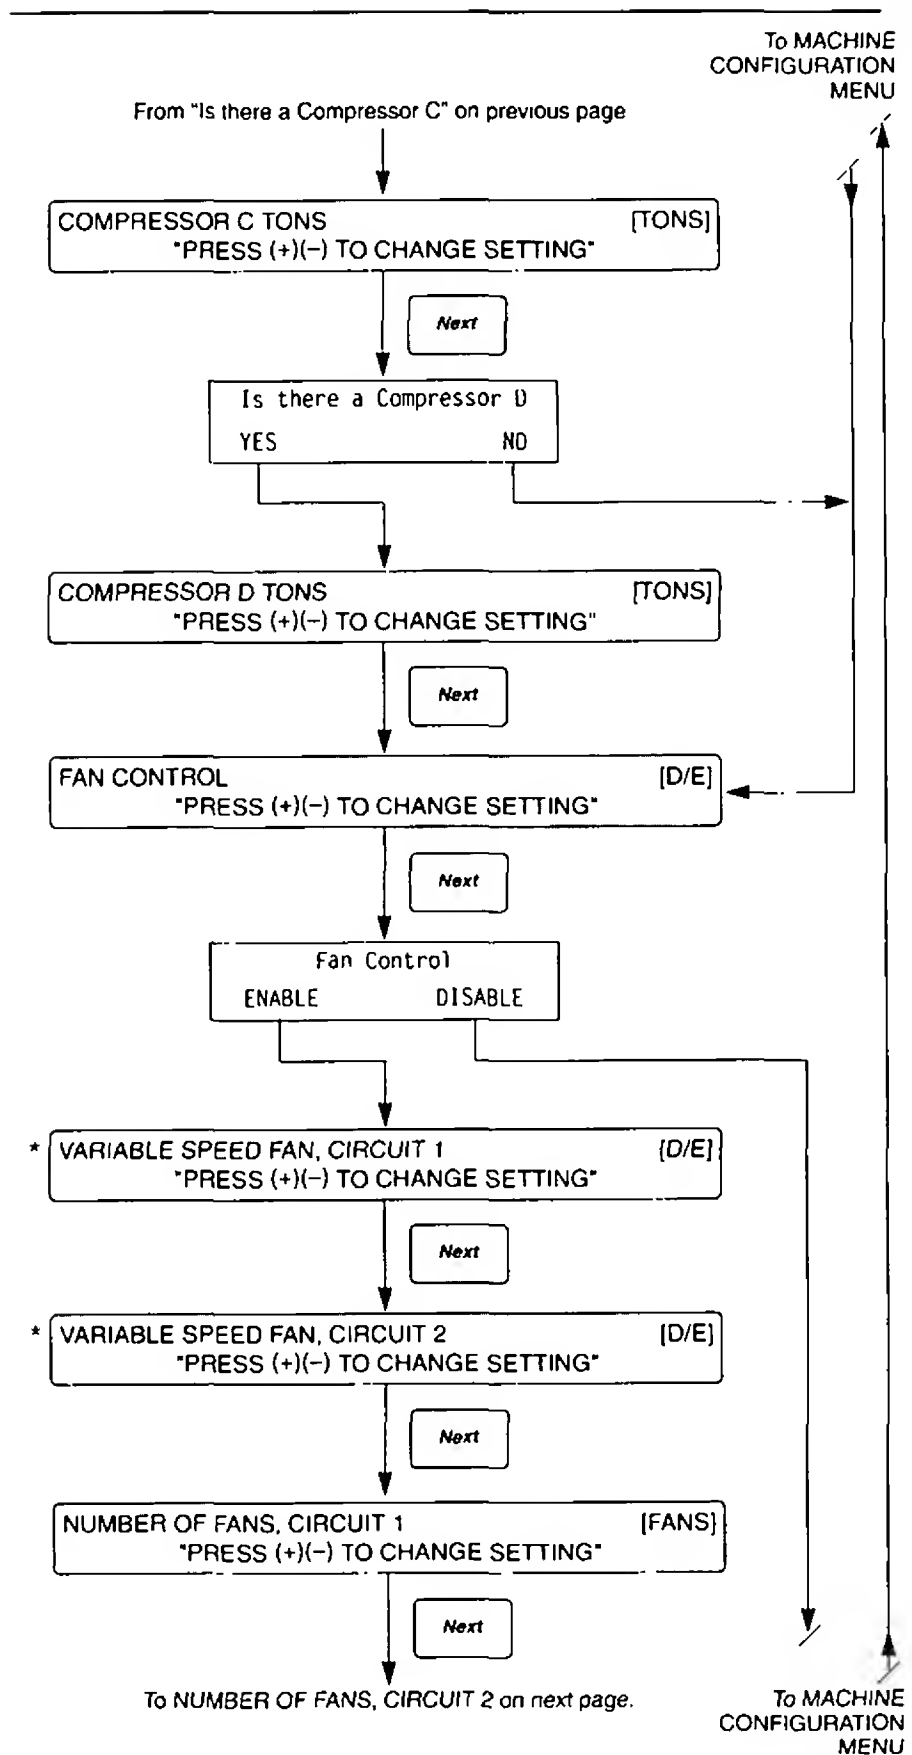 To MACHINE
CONFIGURATION
MENU
From "Is there a Compressor C" on previous page
COMPRESSOR C TONS [TONS]
"PRESS (+)(−) TO CHANGE SETTING"
Next
Is there a Compressor D
YES NO
COMPRESSOR D TONS [TONS]
"PRESS (+)(−) TO CHANGE SETTING"
Next
FAN CONTROL [D/E]
"PRESS (+)(−) TO CHANGE SETTING"
Next
Fan Control
ENABLE DISABLE
* VARIABLE SPEED FAN, CIRCUIT 1 [D/E]
"PRESS (+)(−) TO CHANGE SETTING"
Next
* VARIABLE SPEED FAN, CIRCUIT 2 [D/E]
"PRESS (+)(−) TO CHANGE SETTING"
Next
NUMBER OF FANS, CIRCUIT 1 [FANS]
"PRESS (+)(−) TO CHANGE SETTING"
Next
To NUMBER OF FANS, CIRCUIT 2 on next page.
To MACHINE
CONFIGURATION
MENU